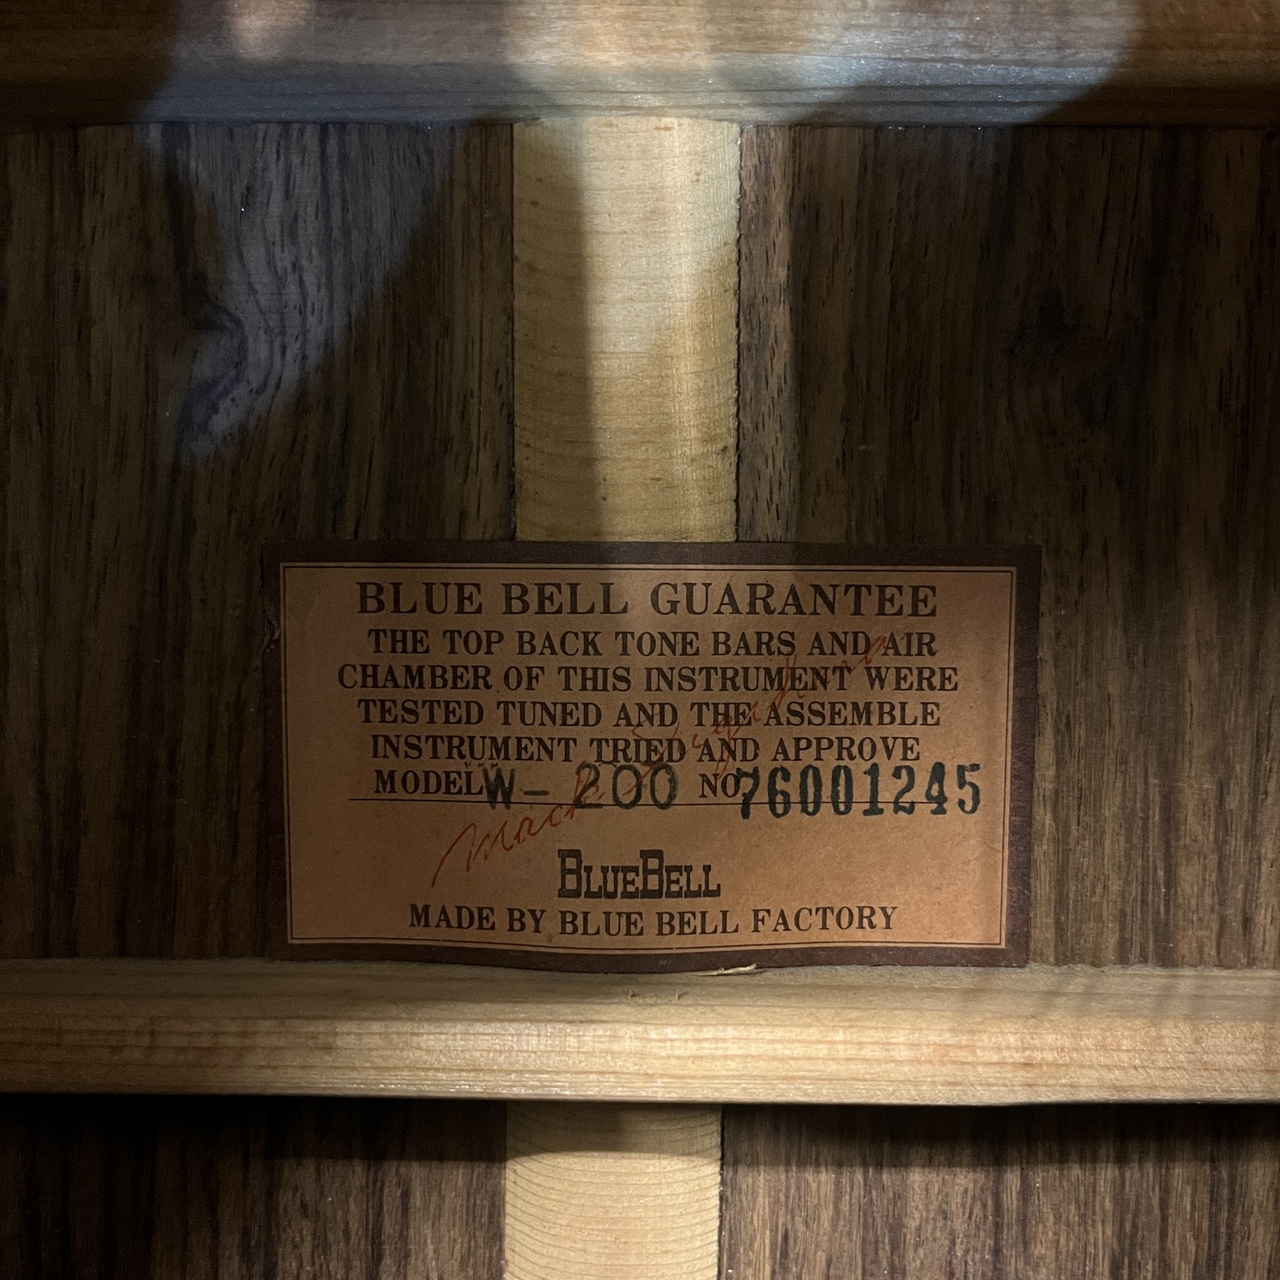 BLUE BELL GUARANTEE
THE TOP BACK TONE BARS AND AIR
CHAMBER OF THIS INSTRUMENT WERE
TESTED TUNED AND THE ASSEMBLE
INSTRUMENT TRIED AND APPROVE
MODEL W-200 NO 76001245
BLUEBELL
MADE BY BLUE BELL FACTORY